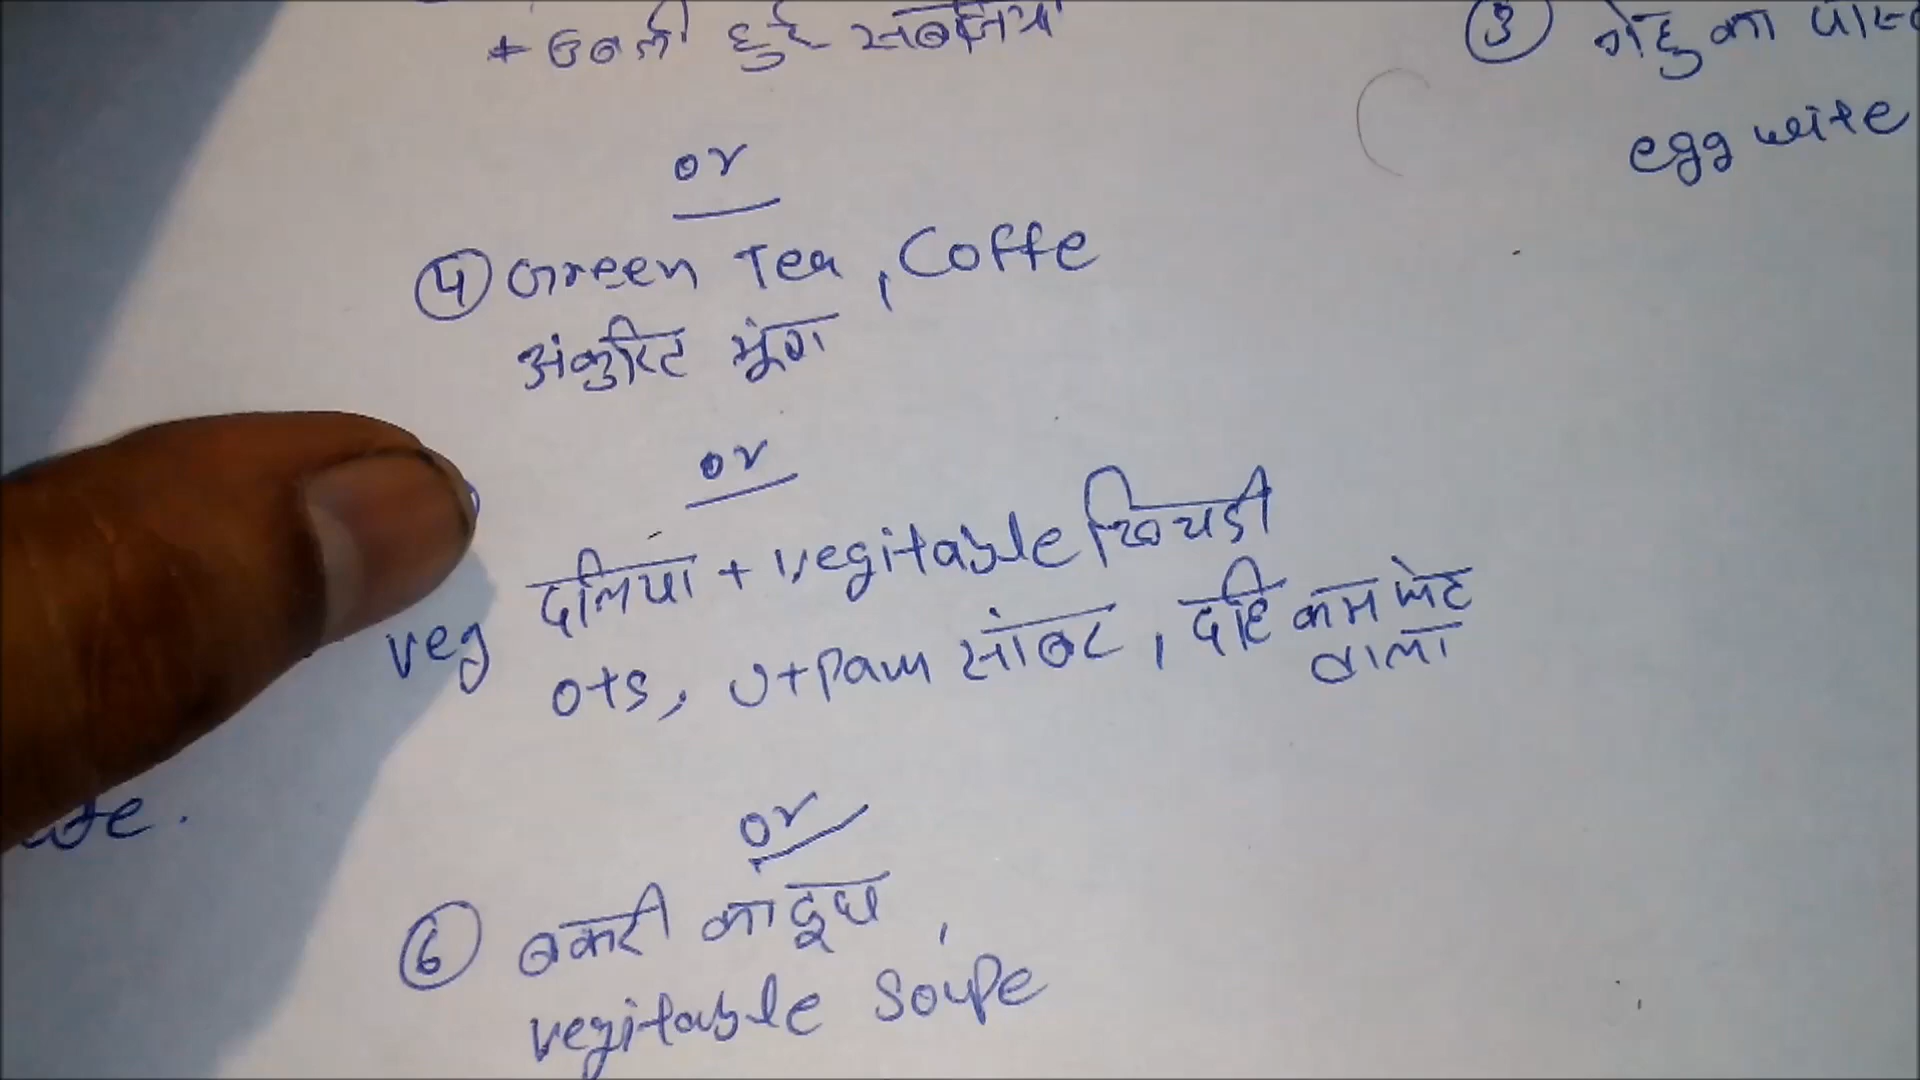 + उबली हुई सब्जिया
or
④ Green Tea, Coffe
अंकुरित मूंग
or
veg दलिया + vegitable खिचडी
ots, utpam सांबर, दहि कम फेट
वाला
or
⑥ बकरी का दूध,
vegitable soupe
③ गेहु का
egg wite